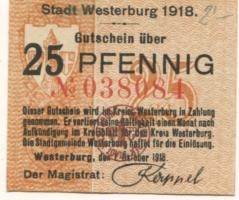 Stadt Westerburg 1918.
Gutschein über
25 PFENNIG
№ 038084
Dieser Gutschein wird im Kreise Westerburg in Zahlung
genommen. Er verliert seine Gültigkeit einen Monat nach
Aufkündigung im Kreisblatt für den Kreis Westerburg.
Die Stadtgemeinde Westerburg haftet für die Einlösung.
Westerburg, den 1. Oktober 1918.
Der Magistrat: